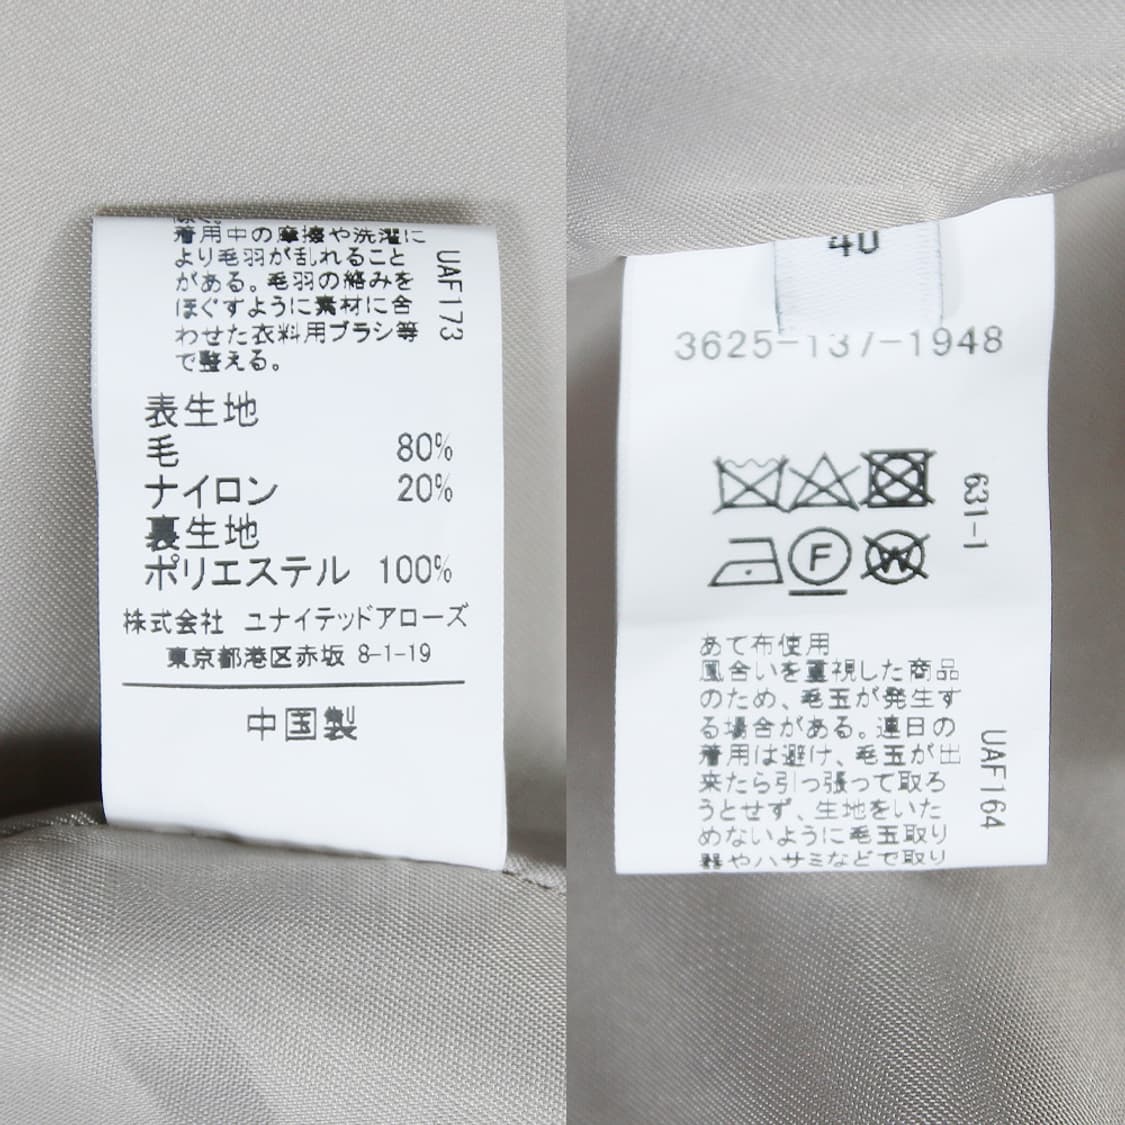 着用中の摩擦や洗濯に
より毛羽が乱れること
がある。毛羽の絡みを
ほぐすように素材に合
わせた衣料用ブラシ等
で整える。
UAF173
表生地
毛 80%
ナイロン 20%
裏生地
ポリエステル 100%
株式会社 ユナイテッドアローズ
東京都港区赤坂 8-1-19
中国製
40
3625-137-1948
631-1
F
W
あて布使用
風合いを重視した商品
のため、毛玉が発生す
る場合がある。連日の
着用は避け、毛玉が出
来たら引っ張って取ろ
うとせず、生地をいた
めないように毛玉取り
器やハサミなどで取り
UAF164